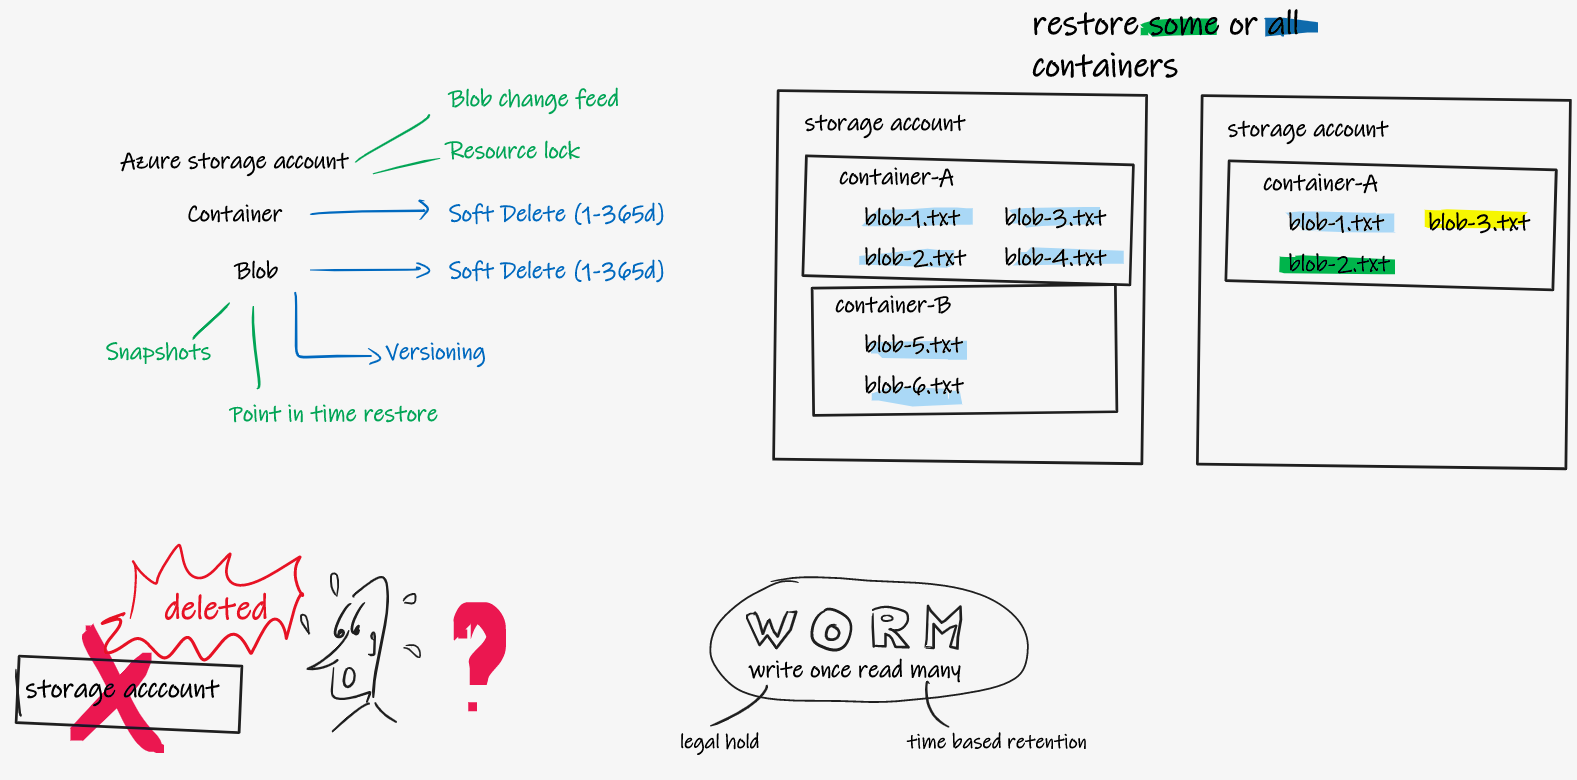 restore some or all
containers
Blob change feed
Azure storage account
Resource lock
Container
Soft Delete (1-365d)
Blob
Soft Delete (1-365d)
Snapshots
Versioning
Point in time restore
storage account
container-A
blob-1.txt
blob-3.txt
blob-2.txt
blob-4.txt
container-B
blob-5.txt
blob-6.txt
storage account
container-A
blob-1.txt
blob-3.txt
blob-2.txt
deleted
storage acccount
?
WORM
write once read many
legal hold
time based retention